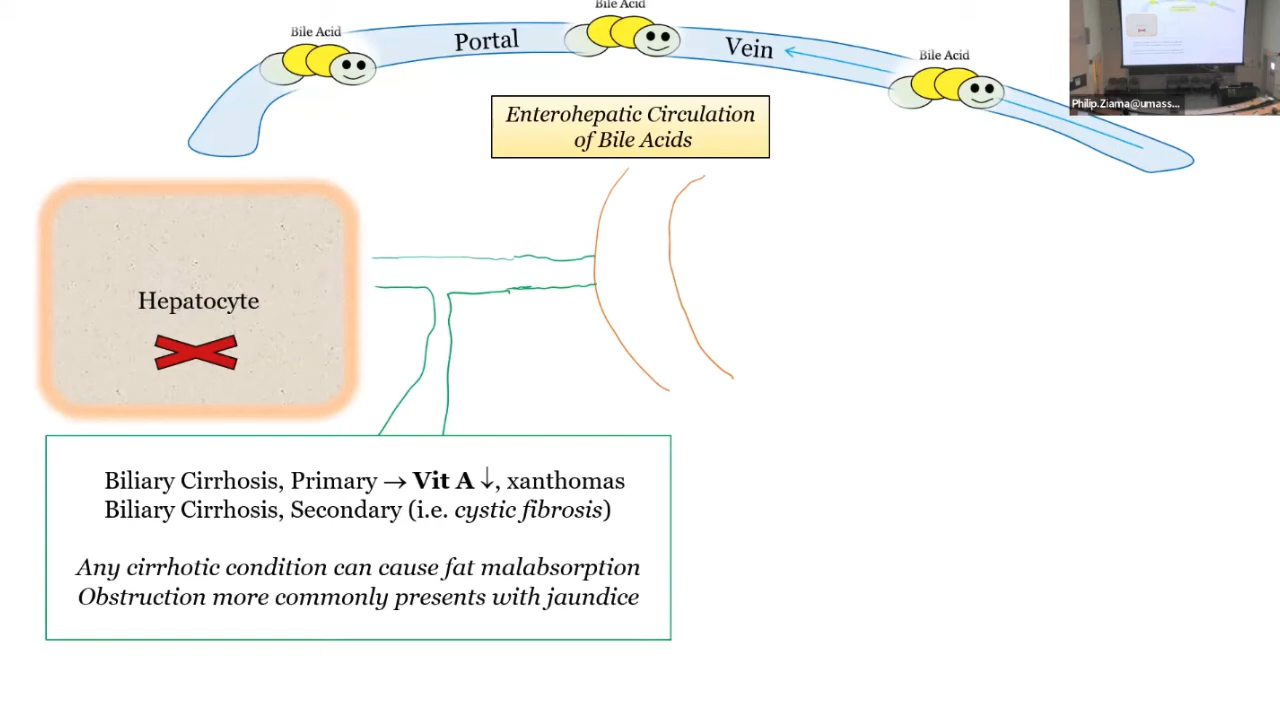 Bile Acid
Bile Acid
Bile Acid
Portal Vein
Philip.Ziama@umass...
Enterohepatic Circulation
of Bile Acids
Hepatocyte
Biliary Cirrhosis, Primary → Vit A ↓, xanthomas
Biliary Cirrhosis, Secondary (i.e. cystic fibrosis)
Any cirrhotic condition can cause fat malabsorption
Obstruction more commonly presents with jaundice